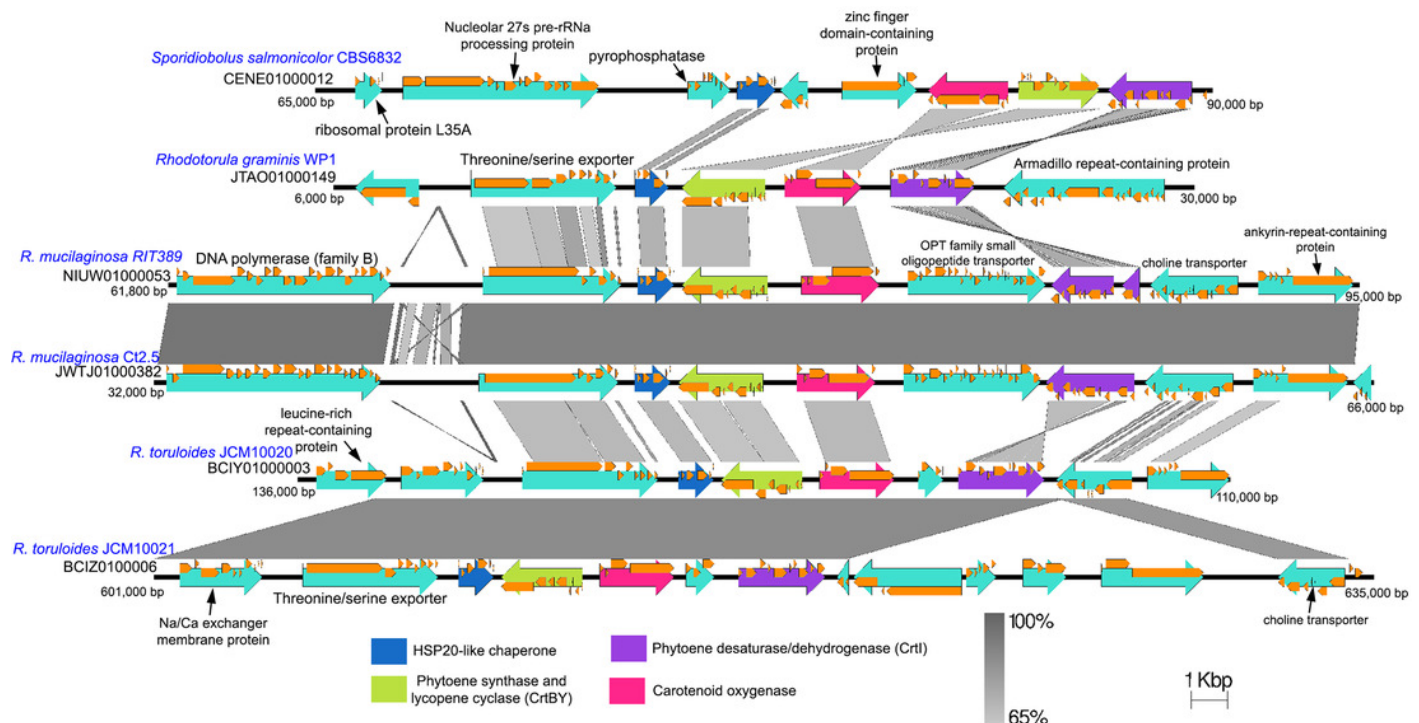 Sporidiobolus salmonicolor CBS6832
CENE01000012
65,000 bp
Nucleolar 27s pre-rRNa
processing protein
pyrophosphatase
zinc finger
domain-containing
protein
90,000 bp
ribosomal protein L35A
Rhodotorula graminis WP1
JTAO01000149
6,000 bp
Threonine/serine exporter
Armadillo repeat-containing protein
30,000 bp
R. mucilaginosa RIT389
NIUW01000053
61,800 bp
DNA polymerase (family B)
OPT family small
oligopeptide transporter
choline transporter
ankyrin-repeat-containing
protein
95,000 bp
R. mucilaginosa Ct2.5
JWTJ01000382
32,000 bp
66,000 bp
leucine-rich
repeat-containing
protein
R. toruloides JCM10020
BCIY01000003
136,000 bp
110,000 bp
R. toruloides JCM10021
BCIZ0100006
601,000 bp
Threonine/serine exporter
635,000 bp
Na/Ca exchanger
membrane protein
choline transporter
HSP20-like chaperone
Phytoene desaturase/dehydrogenase (CrtI)
Phytoene synthase and
lycopene cyclase (CrtBY)
Carotenoid oxygenase
100%
65%
1 Kbp